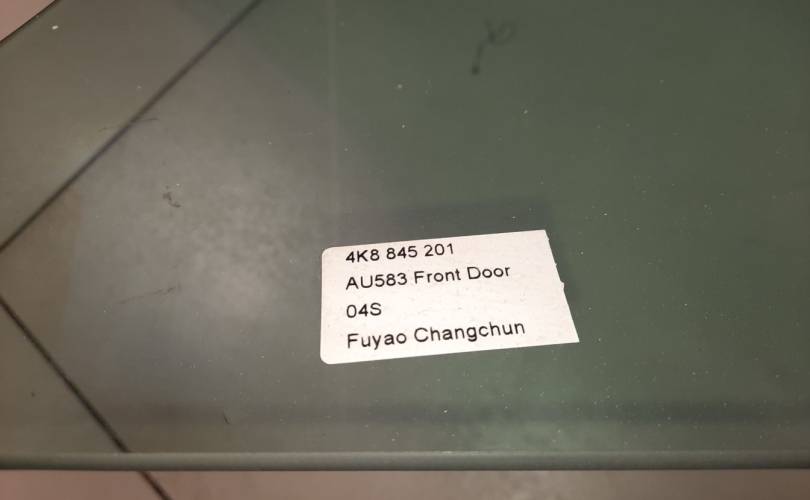 4K8 845 201
AU583 Front Door
04S
Fuyao Changchun